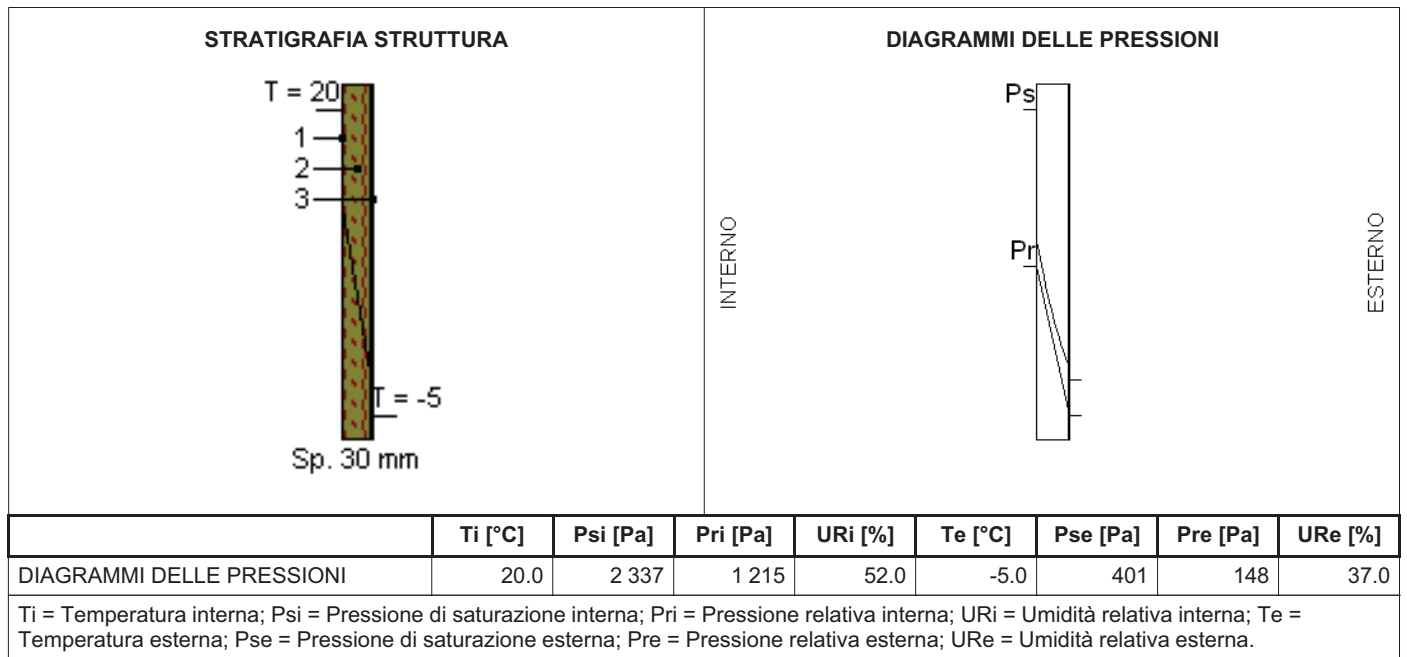 STRATIGRAFIA STRUTTURA
T = 20
1
2
3
T = -5
Sp. 30 mm
DIAGRAMMI DELLE PRESSIONI
Ps
Pr
INTERNO
ESTERNO
Ti [°C] Psi [Pa] Pri [Pa] URi [%] Te [°C] Pse [Pa] Pre [Pa] URe [%]
DIAGRAMMI DELLE PRESSIONI 20.0 2 337 1 215 52.0 -5.0 401 148 37.0
Ti = Temperatura interna; Psi = Pressione di saturazione interna; Pri = Pressione relativa interna; URi = Umidità relativa interna; Te =
Temperatura esterna; Pse = Pressione di saturazione esterna; Pre = Pressione relativa esterna; URe = Umidità relativa esterna.